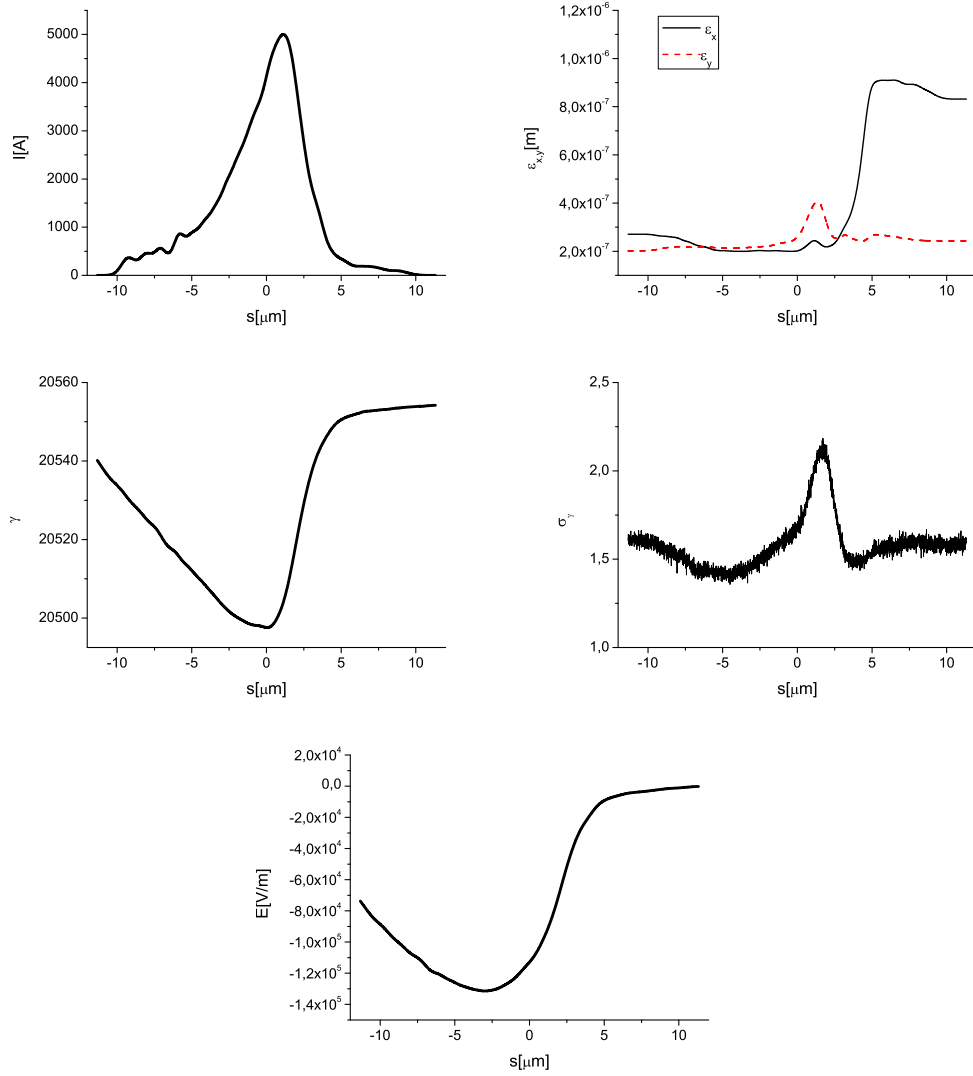 5000
4000
3000
2000
1000
0
I[A]
-10 -5 0 5 10
s[μm]
1,2x10⁻⁶
1,0x10⁻⁶
8,0x10⁻⁷
6,0x10⁻⁷
4,0x10⁻⁷
2,0x10⁻⁷
ε_x,y[m]
ε_x
ε_y
-10 -5 0 5 10
s[μm]
20560
20540
20520
20500
γ
-10 -5 0 5 10
s[μm]
2,5
2,0
1,5
1,0
σ_γ
-10 -5 0 5 10
s[μm]
2,0x10⁴
0,0
-2,0x10⁴
-4,0x10⁴
-6,0x10⁴
-8,0x10⁴
-1,0x10⁵
-1,2x10⁵
-1,4x10⁵
E[V/m]
-10 -5 0 5 10
s[μm]